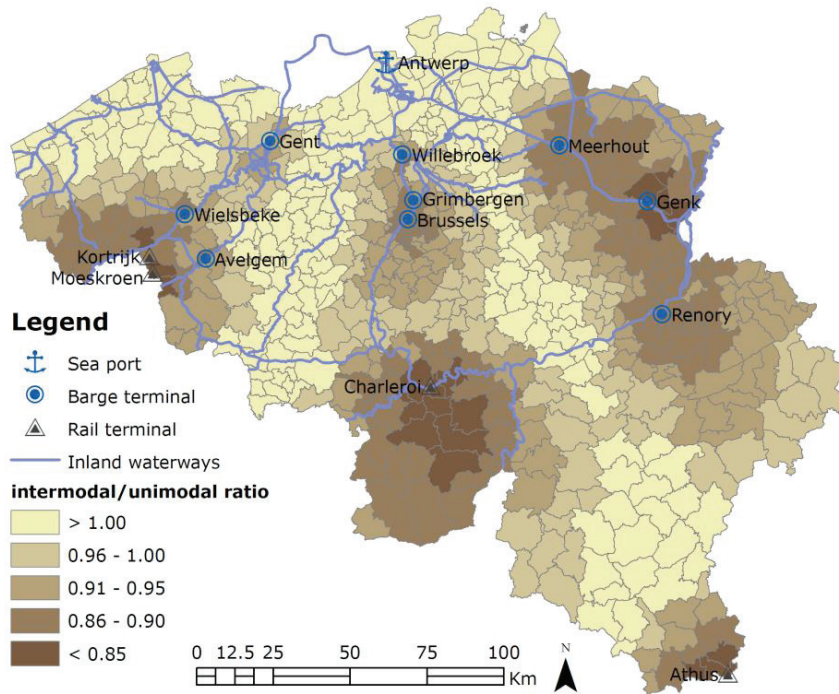 Antwerp
Gent
Willebroek
Meerhout
Grimbergen
Genk
Wielsbeke
Brussels
Kortrijk
Avelgem
Moeskroen
Renory
Charleroi
Athus
Legend
Sea port
Barge terminal
Rail terminal
Inland waterways
intermodal/unimodal ratio
> 1.00
0.96 - 1.00
0.91 - 0.95
0.86 - 0.90
< 0.85
0 12.5 25 50 75 100
Km
N